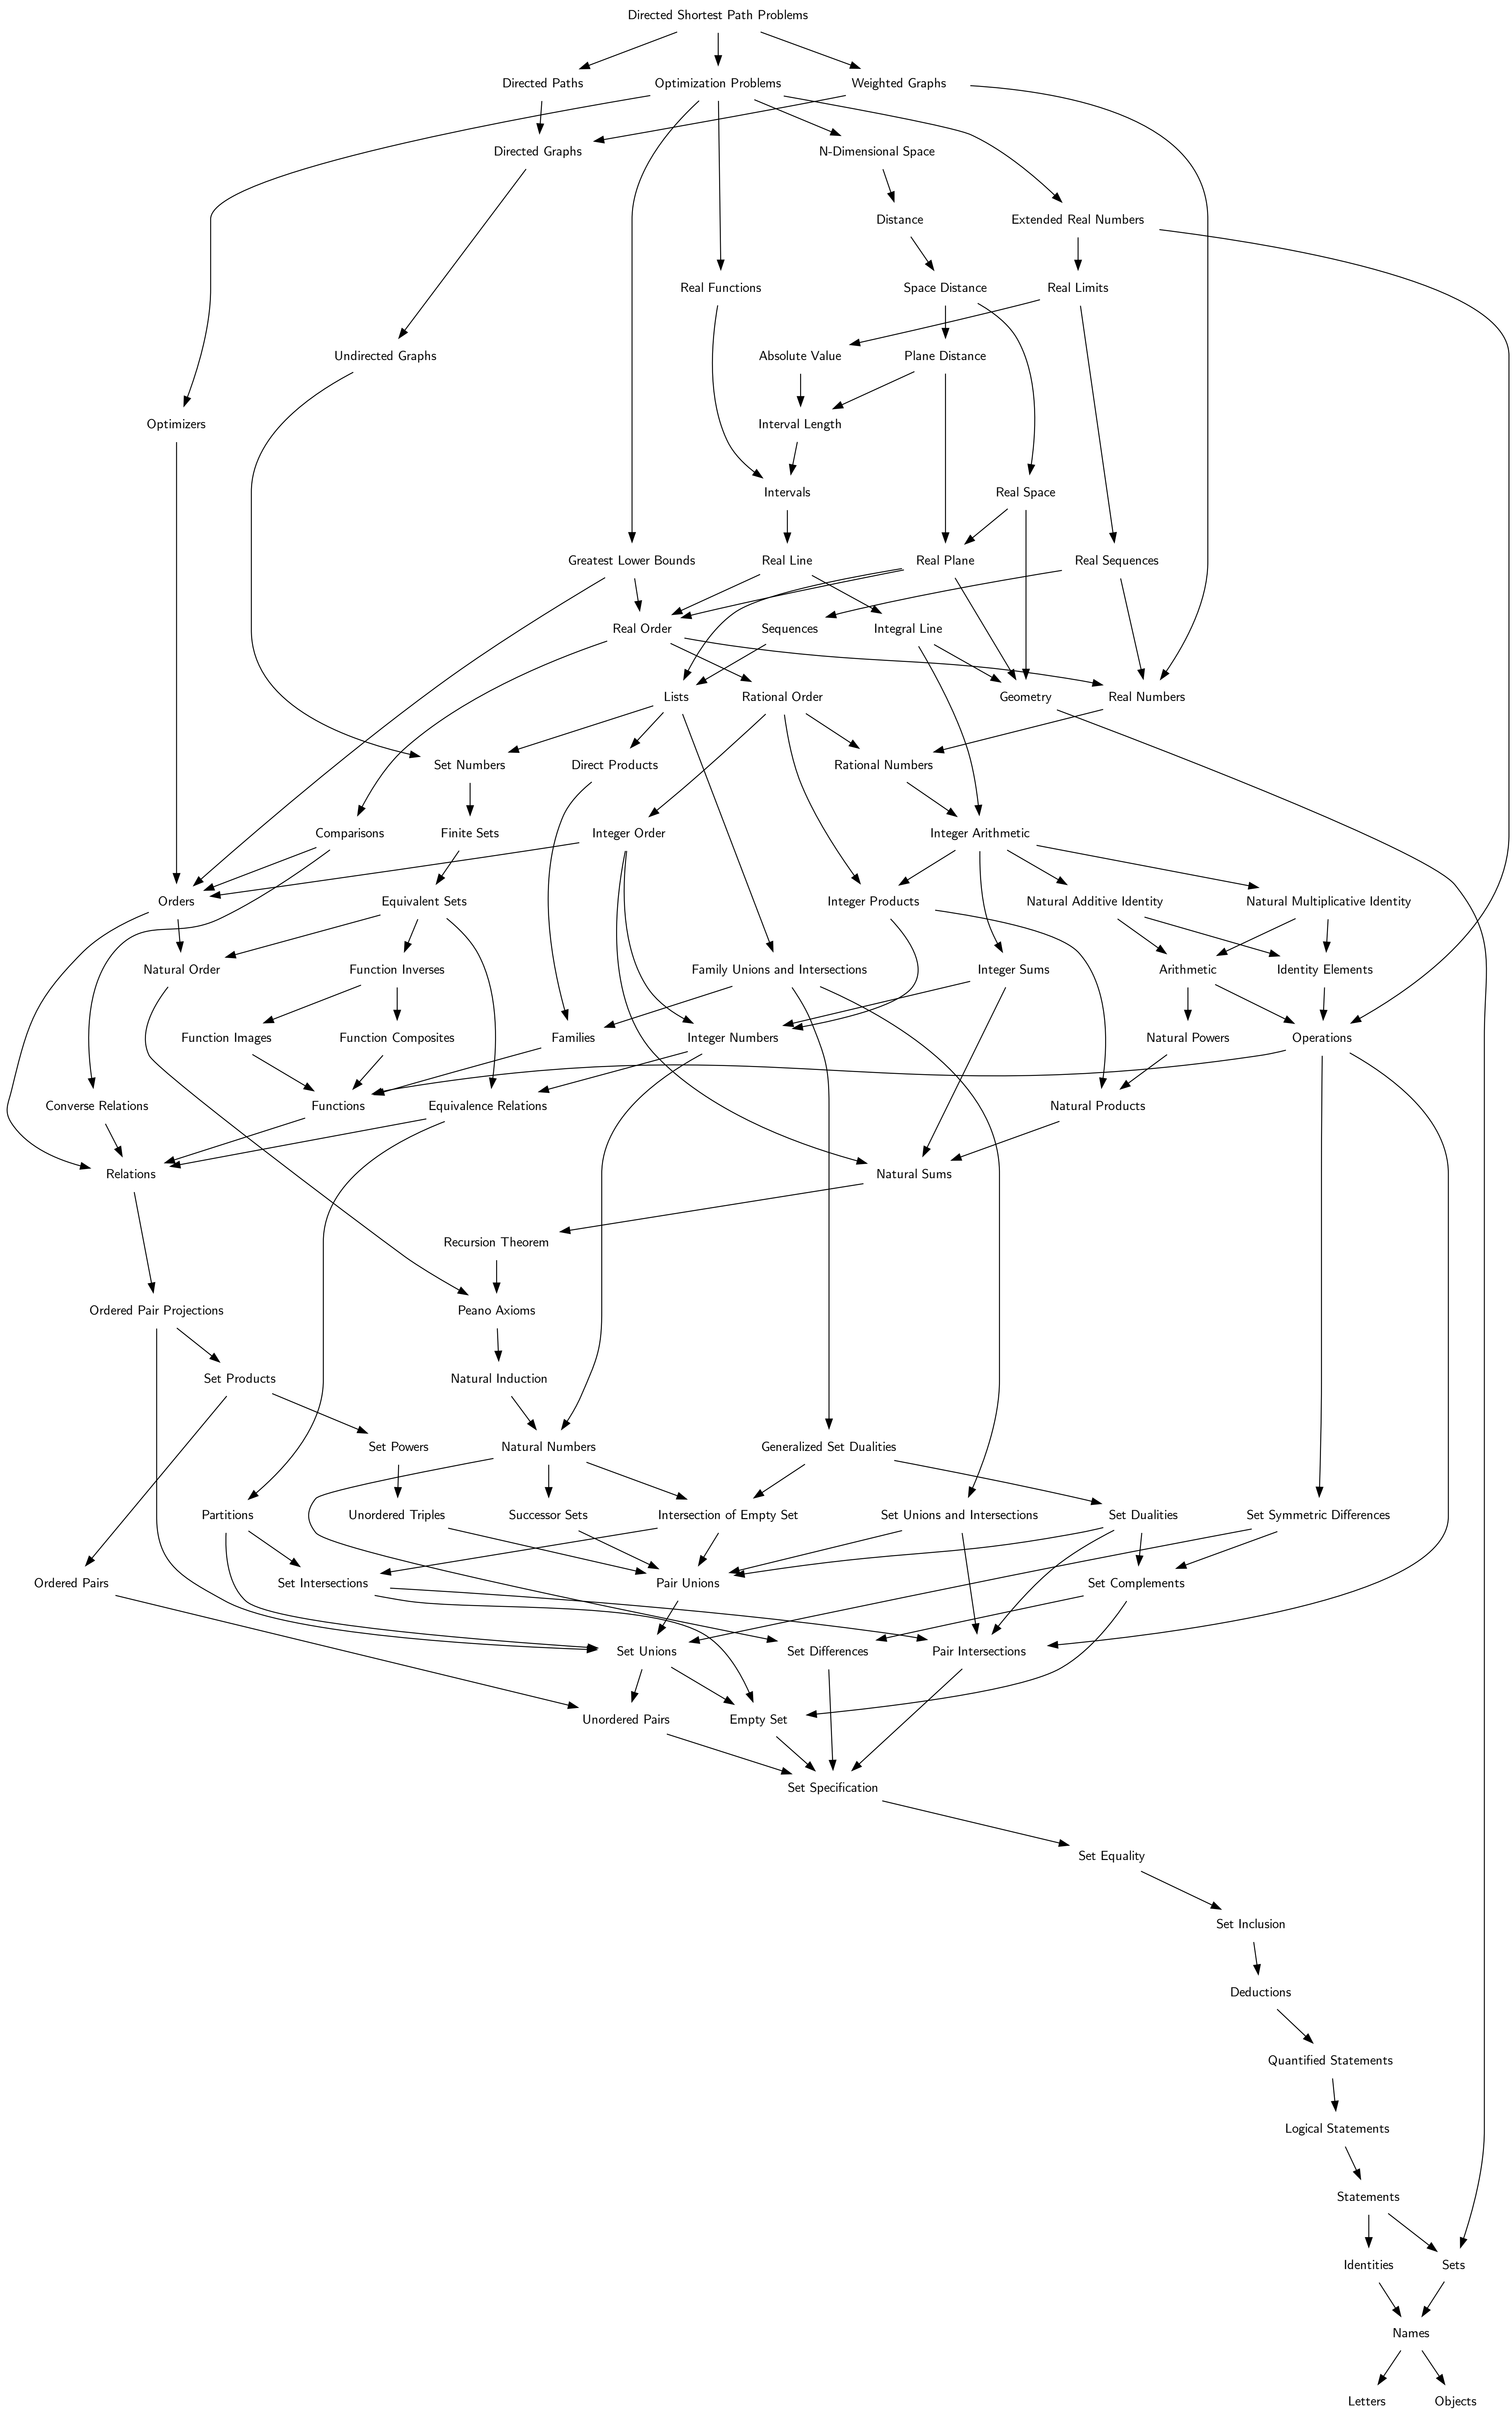 Directed Shortest Path Problems
Directed Paths
Optimization Problems
Weighted Graphs
Directed Graphs
N-Dimensional Space
Distance
Extended Real Numbers
Real Functions
Space Distance
Real Limits
Undirected Graphs
Absolute Value
Plane Distance
Optimizers
Interval Length
Intervals
Real Space
Greatest Lower Bounds
Real Line
Real Plane
Real Sequences
Real Order
Sequences
Integral Line
Lists
Rational Order
Geometry
Real Numbers
Set Numbers
Direct Products
Rational Numbers
Comparisons
Finite Sets
Integer Order
Integer Arithmetic
Orders
Equivalent Sets
Integer Products
Natural Additive Identity
Natural Multiplicative Identity
Natural Order
Function Inverses
Family Unions and Intersections
Integer Sums
Arithmetic
Identity Elements
Function Images
Function Composites
Families
Integer Numbers
Natural Powers
Operations
Converse Relations
Functions
Equivalence Relations
Natural Products
Relations
Natural Sums
Recursion Theorem
Ordered Pair Projections
Peano Axioms
Set Products
Natural Induction
Set Powers
Natural Numbers
Generalized Set Dualities
Partitions
Unordered Triples
Successor Sets
Intersection of Empty Set
Set Unions and Intersections
Set Dualities
Set Symmetric Differences
Ordered Pairs
Set Intersections
Pair Unions
Set Complements
Set Unions
Set Differences
Pair Intersections
Unordered Pairs
Empty Set
Set Specification
Set Equality
Set Inclusion
Deductions
Quantified Statements
Logical Statements
Statements
Identities
Sets
Names
Letters
Objects